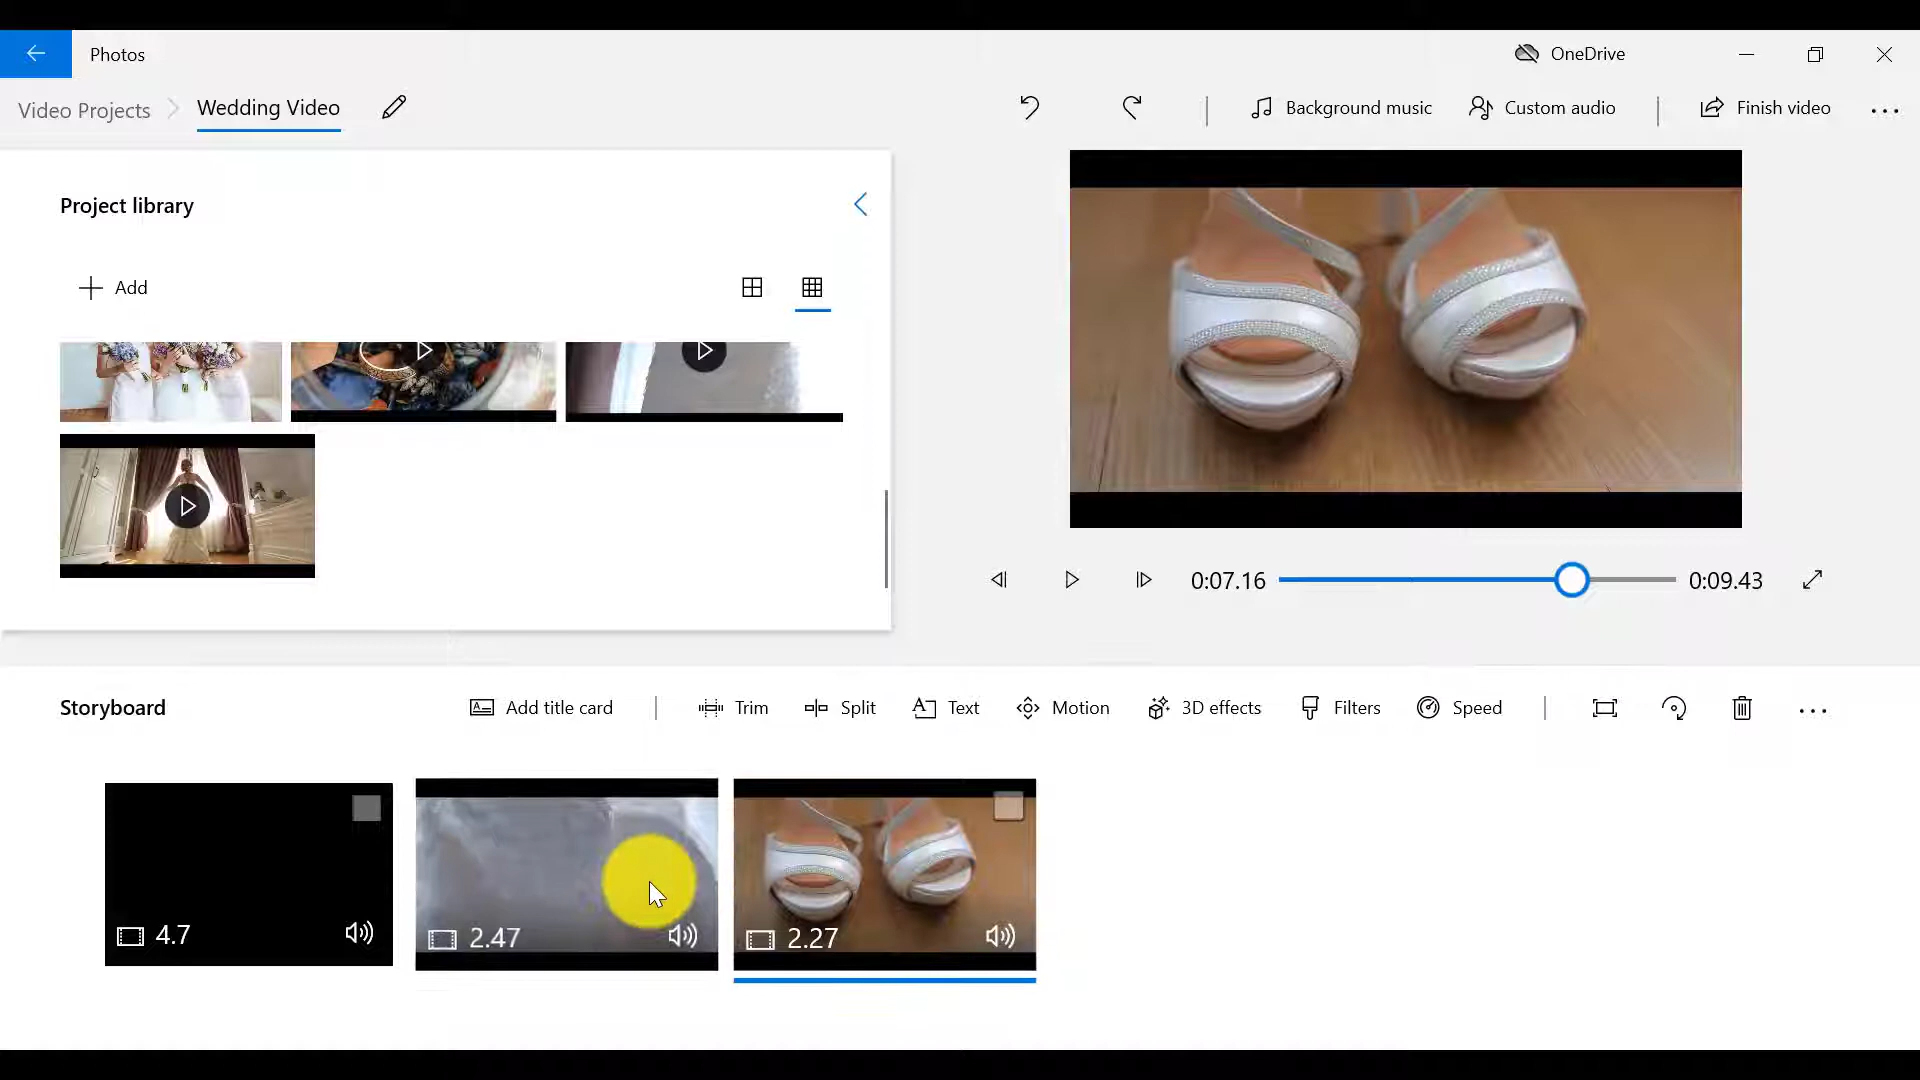 Photos
OneDrive
Video Projects
Wedding Video
Background music
Custom audio
Finish video
Project library
Add
0:07.16
0:09.43
Storyboard
Add title card
Trim
Split
Text
Motion
3D effects
Filters
Speed
4.7
2.47
2.27